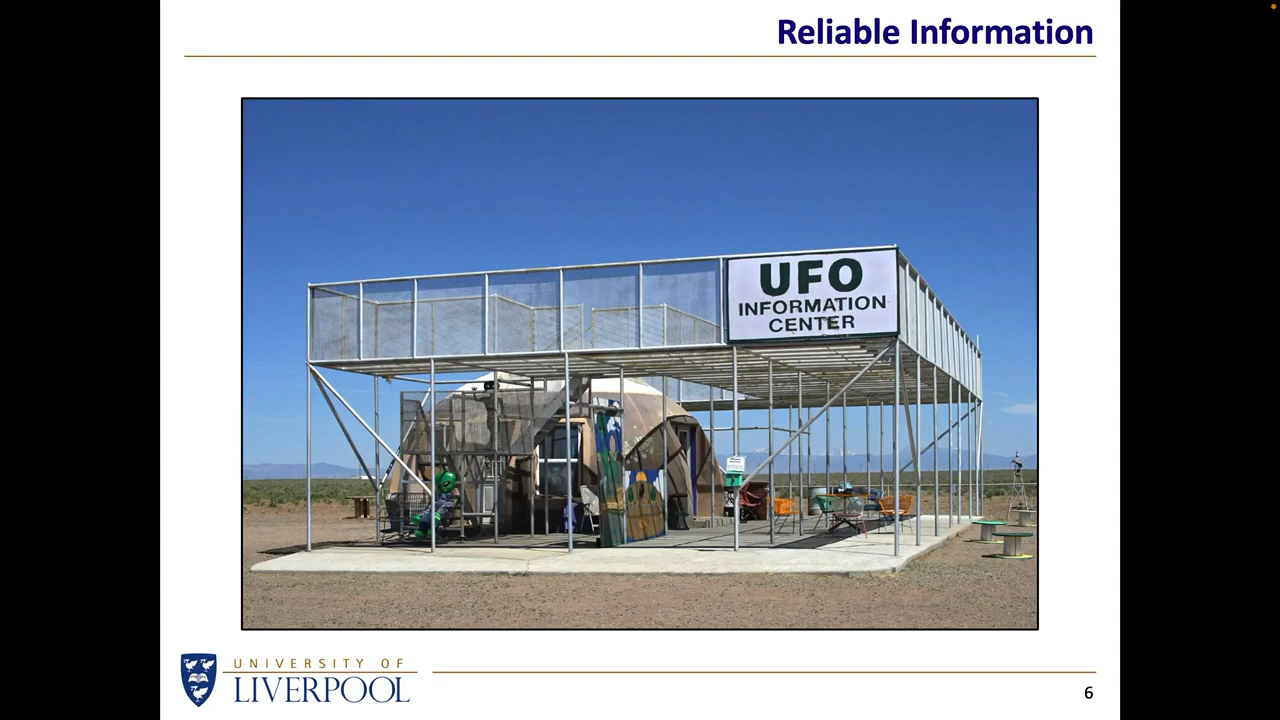 Reliable Information
UFO
INFORMATION
CENTER
UNIVERSITY OF
LIVERPOOL
6